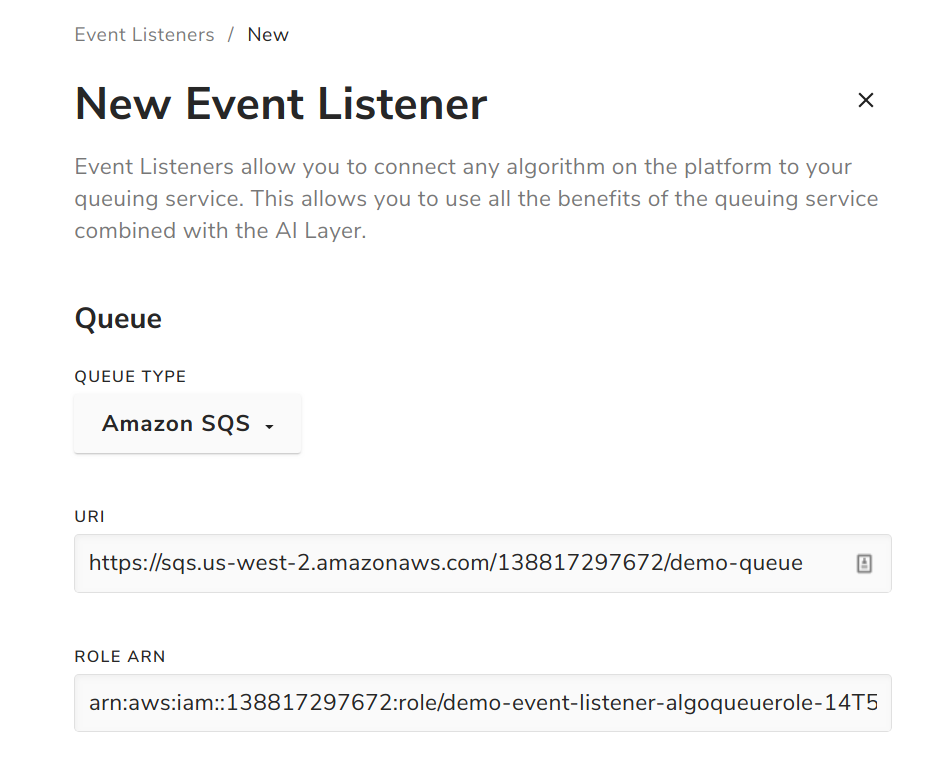 Event Listeners / New
New Event Listener
Event Listeners allow you to connect any algorithm on the platform to your
queuing service. This allows you to use all the benefits of the queuing service
combined with the AI Layer.
Queue
QUEUE TYPE
Amazon SQS
URI
https://sqs.us-west-2.amazonaws.com/138817297672/demo-queue
ROLE ARN
arn:aws:iam::138817297672:role/demo-event-listener-algoqueuerole-14T5